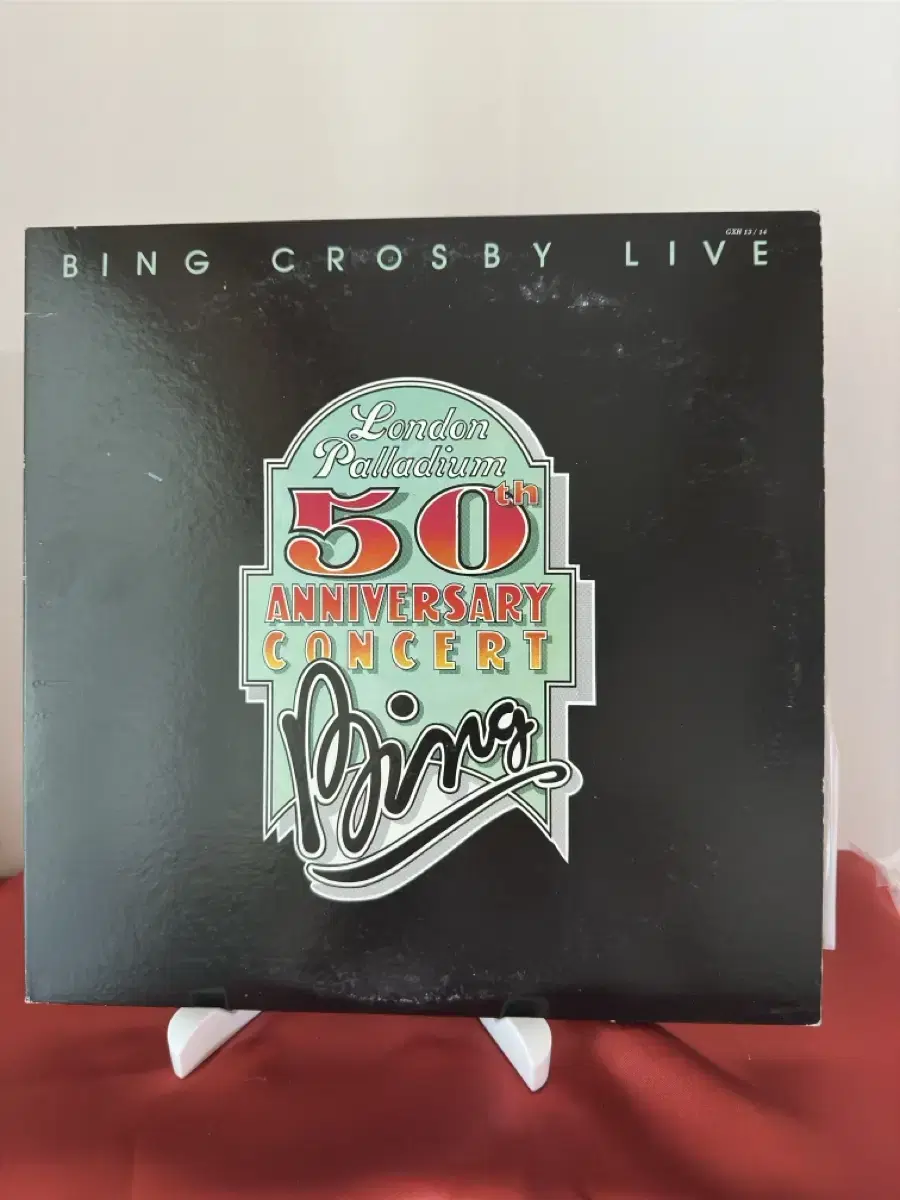 GXH 13/14
BING CROSBY LIVE
London
Palladium
50th
ANNIVERSARY
CONCERT
Bing